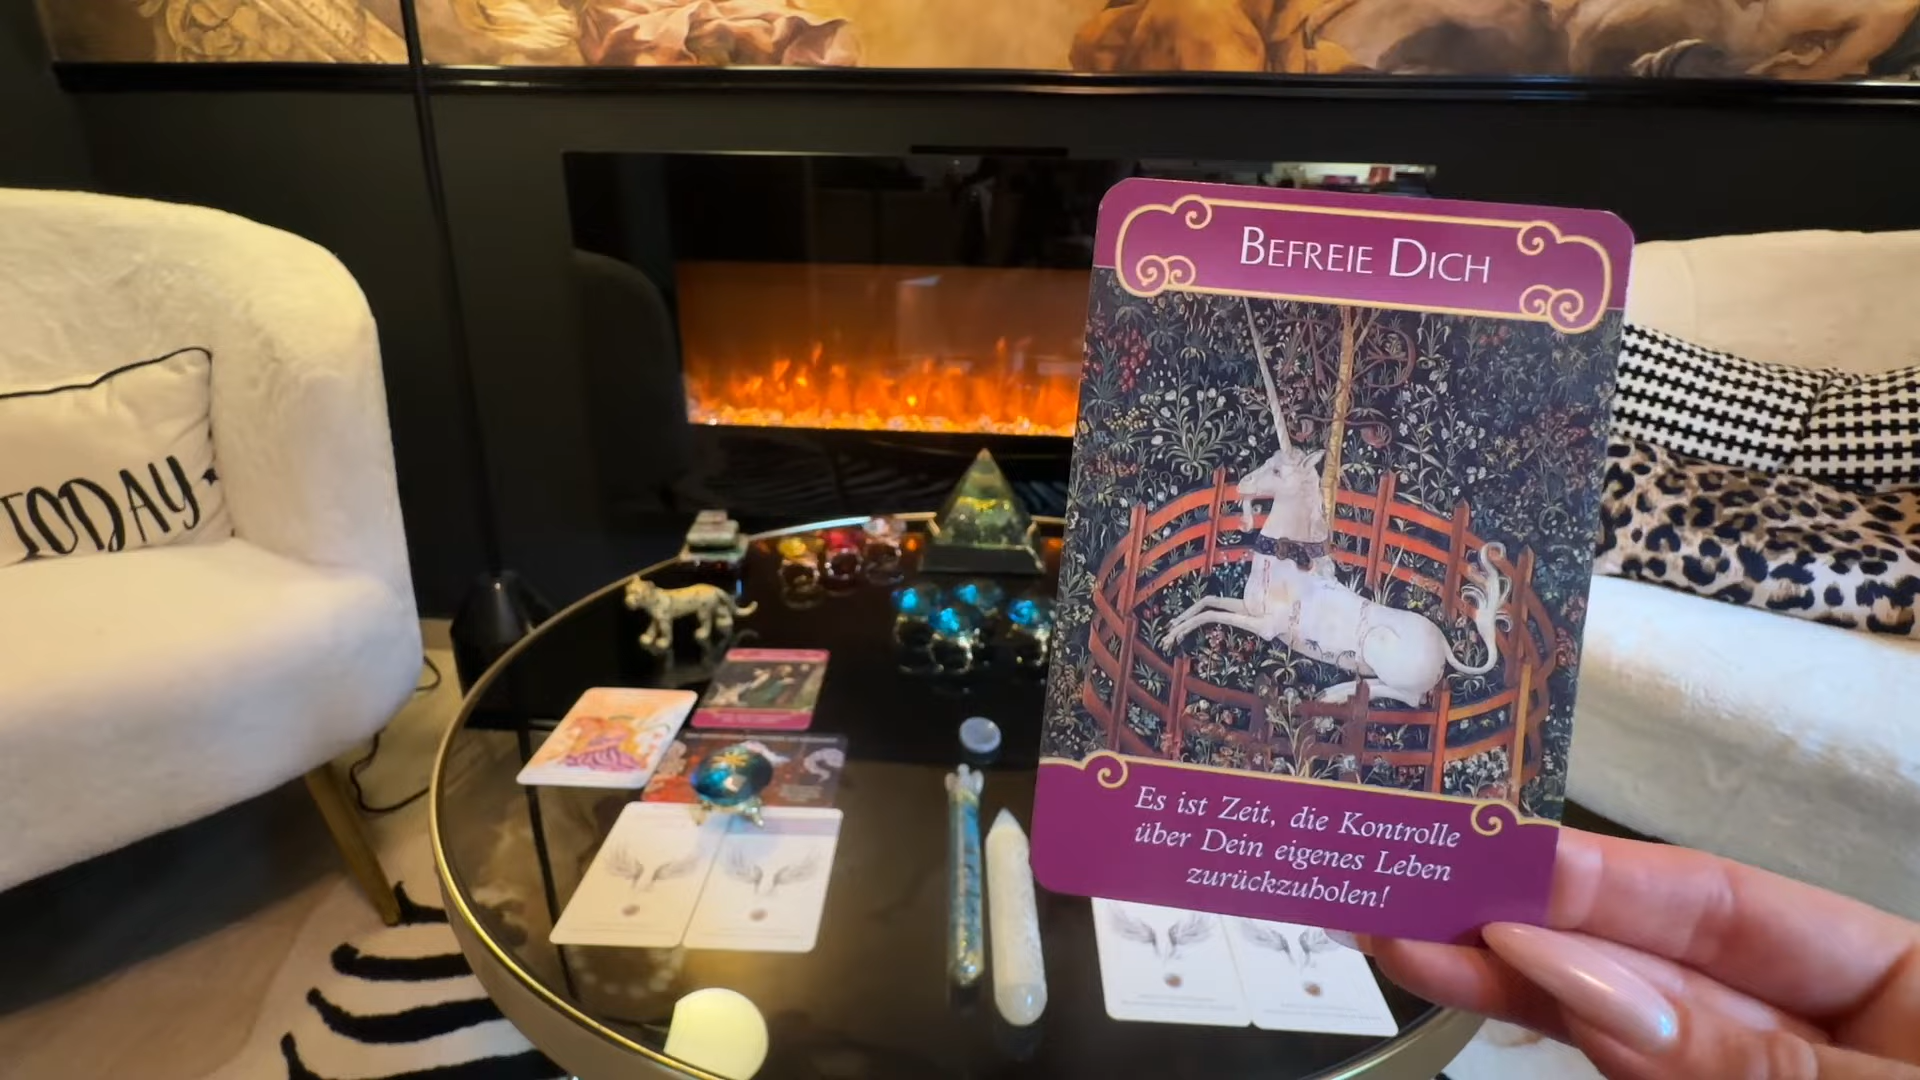 TODAY
BEFREIE DICH
Es ist Zeit, die Kontrolle
über Dein eigenes Leben
zurückzuholen!